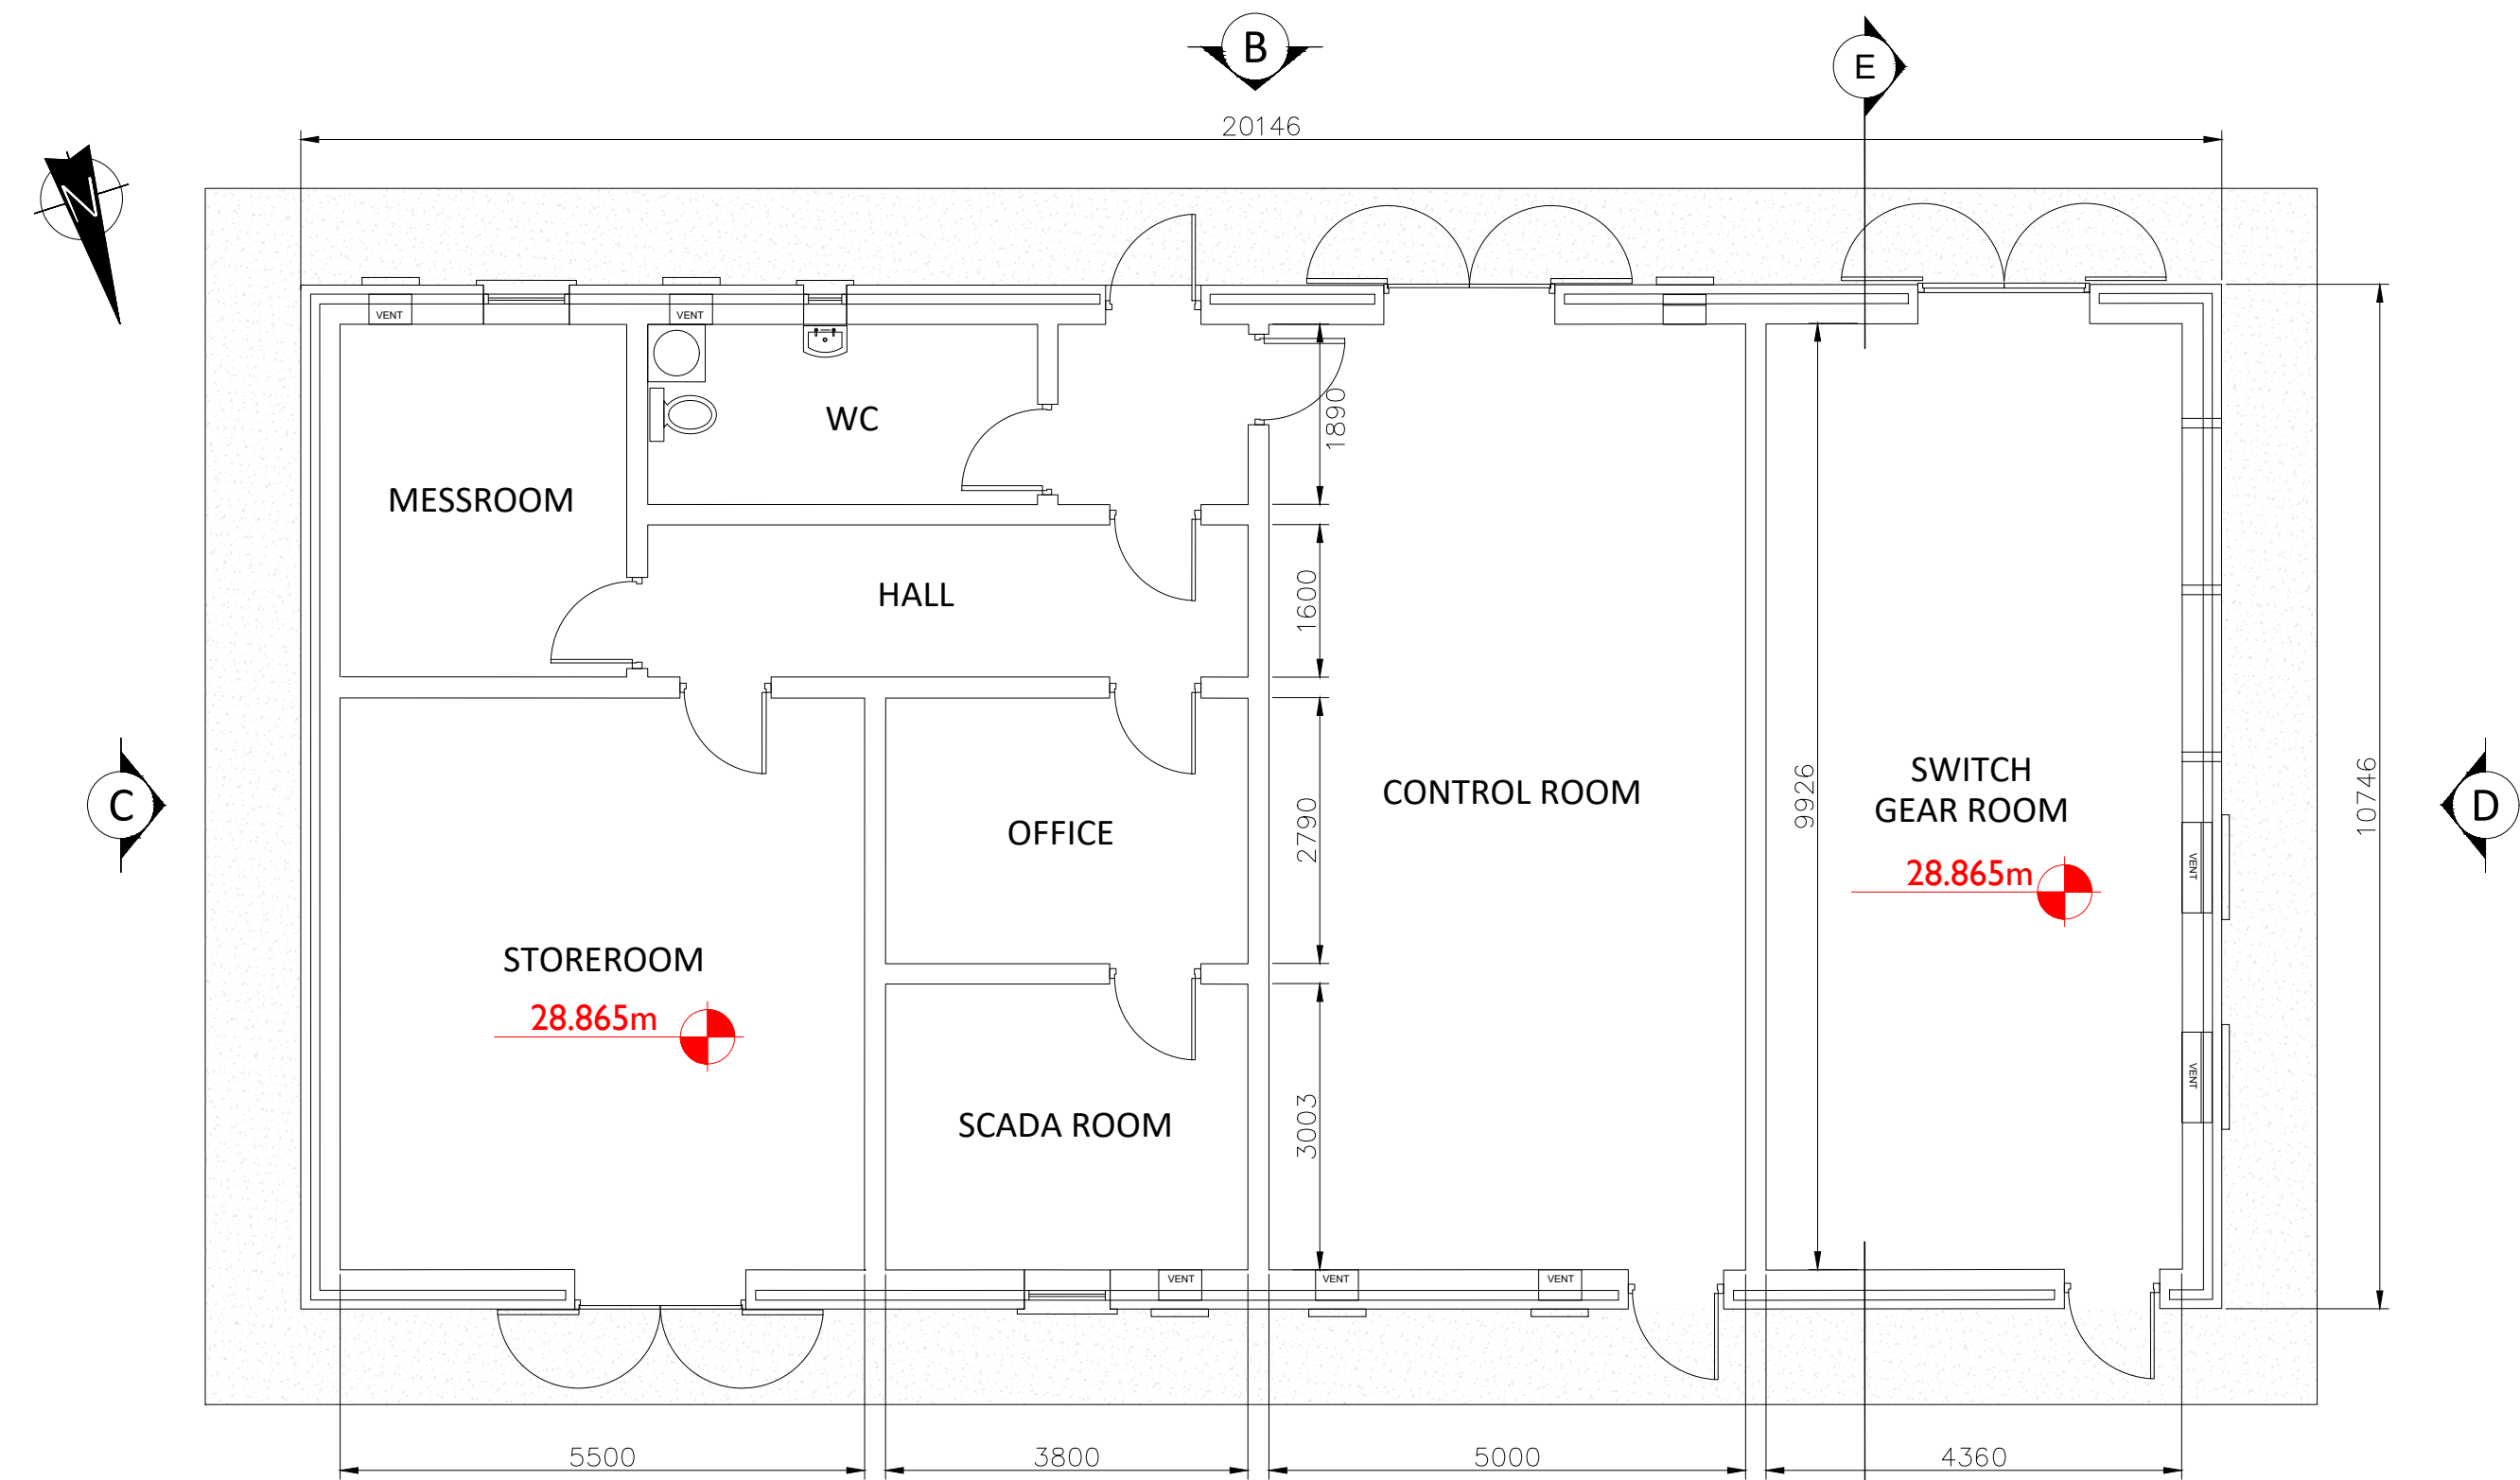 B
E
20146
N
VENT
VENT
WC
1890
MESSROOM
HALL
1600
CONTROL ROOM
SWITCH
GEAR ROOM
9926
10746
C
D
OFFICE
2790
VENT
28.865m
STOREROOM
28.865m
VENT
SCADA ROOM
3003
VENT
VENT
VENT
5500
3800
5000
4360